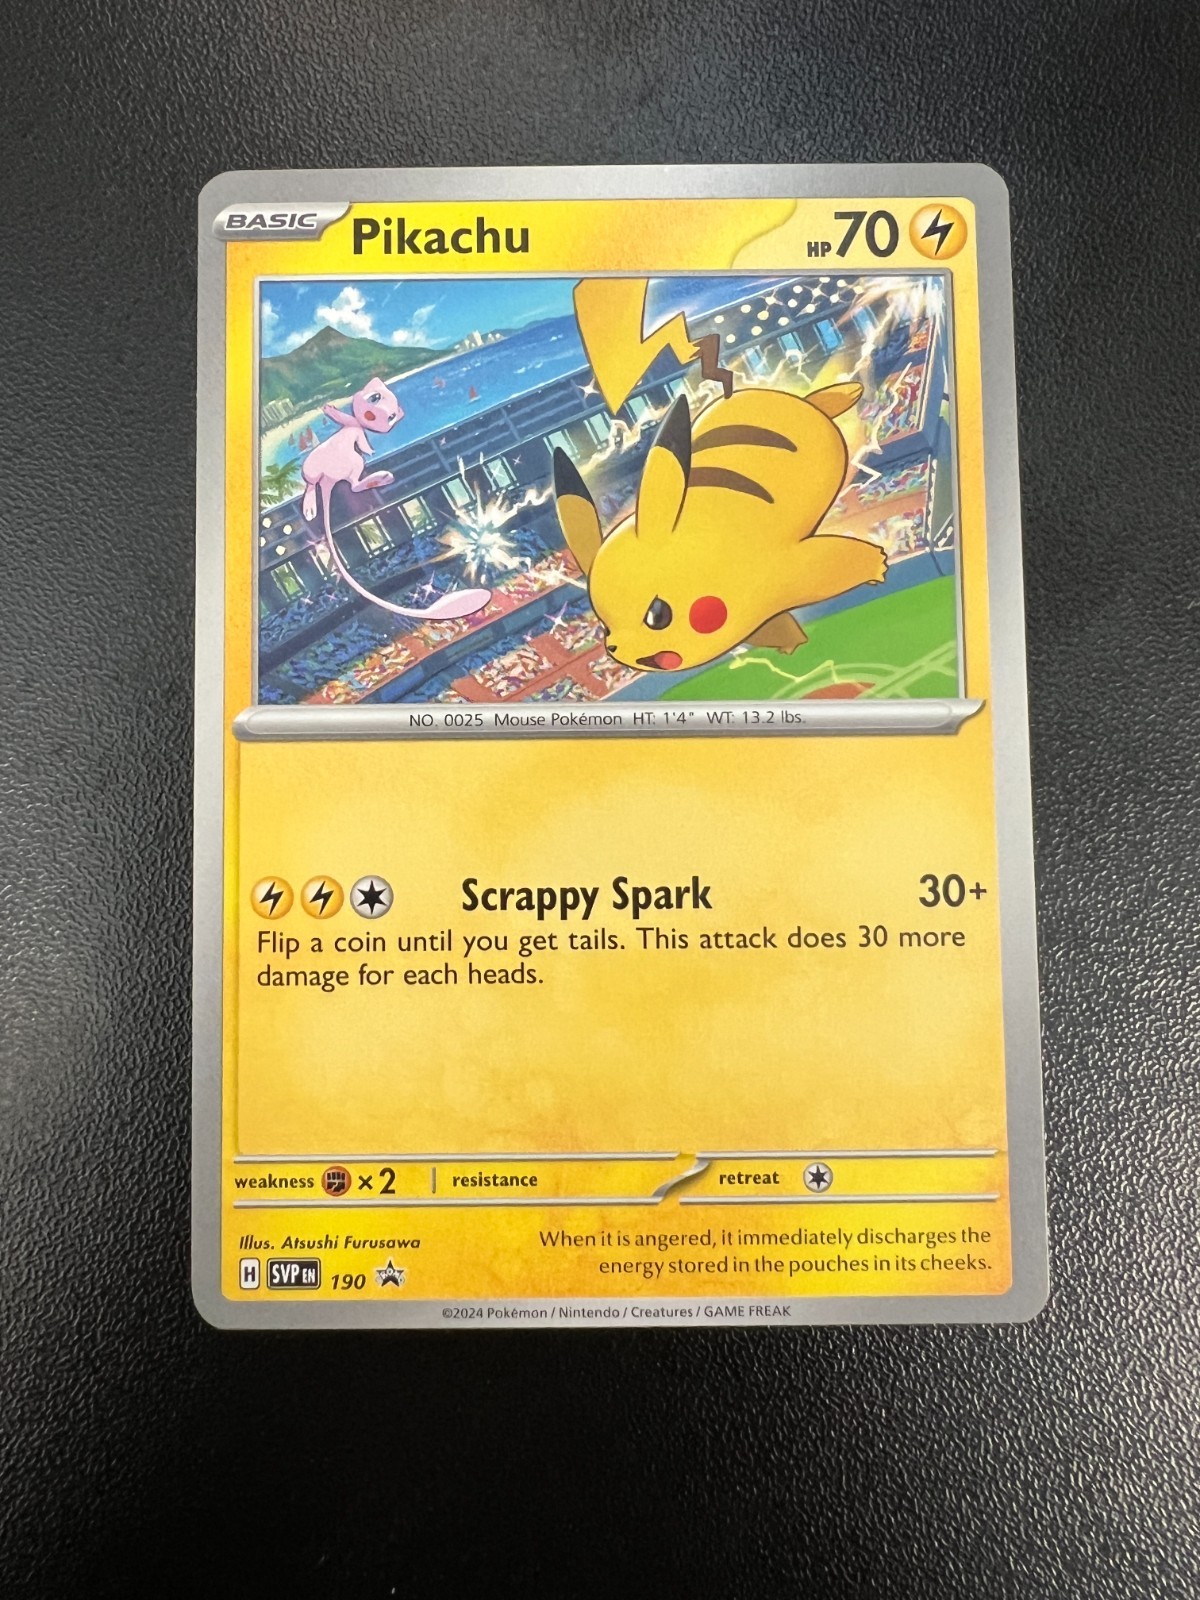 BASIC Pikachu HP 70
NO. 0025 Mouse Pokémon HT: 1'4" WT: 13.2 lbs.
Scrappy Spark 30+
Flip a coin until you get tails. This attack does 30 more
damage for each heads.
weakness ×2 resistance retreat
Illus. Atsushi Furusawa
When it is angered, it immediately discharges the
energy stored in the pouches in its cheeks.
H SVP EN 190
©2024 Pokémon / Nintendo / Creatures / GAME FREAK